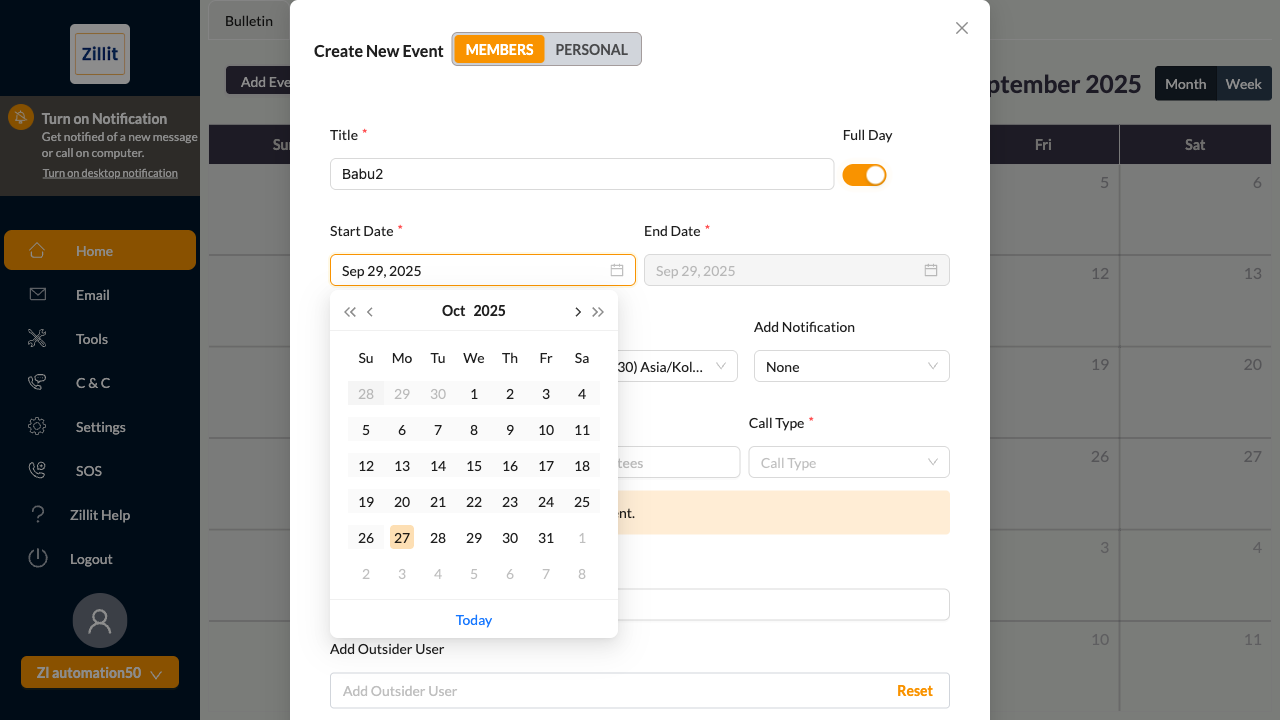 Zillit
Turn on Notification
Get notified of a new message
or call on computer.
Turn on desktop notification
Home
Email
Tools
C & C
Settings
SOS
Zillit Help
Logout
ZI automation50
Bulletin
Add Eve
ptember 2025
Month
Week
Su
Fri
Sat
5
6
12
13
19
20
26
27
3
4
10
11
Create New Event
MEMBERS
PERSONAL
Title *
Full Day
Babu2
Start Date *
End Date *
Sep 29, 2025
Sep 29, 2025
Oct 2025
Su Mo Tu We Th Fr Sa
28 29 30 1 2 3 4
5 6 7 8 9 10 11
12 13 14 15 16 17 18
19 20 21 22 23 24 25
26 27 28 29 30 31 1
2 3 4 5 6 7 8
Today
Add Notification
30) Asia/Kol...
None
Call Type *
tees
Call Type
nt.
Add Outsider User
Add Outsider User
Reset